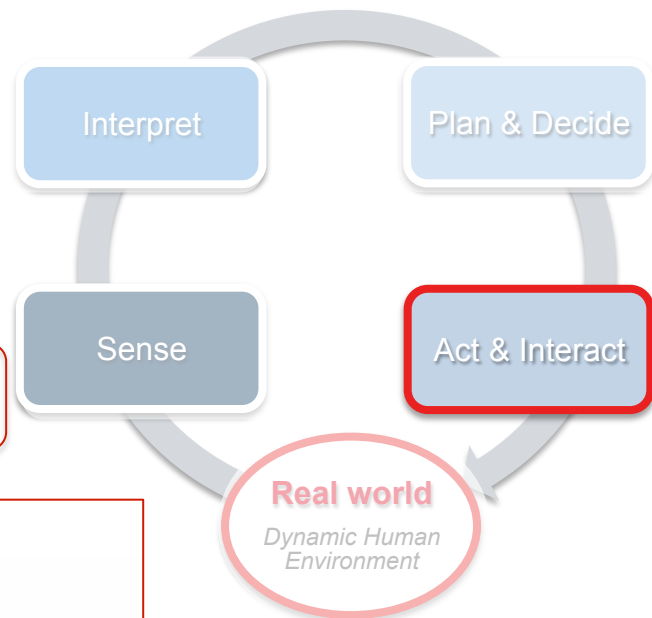 Interpret
Plan & Decide
Sense
Act & Interact
Real world
Dynamic Human
Environment